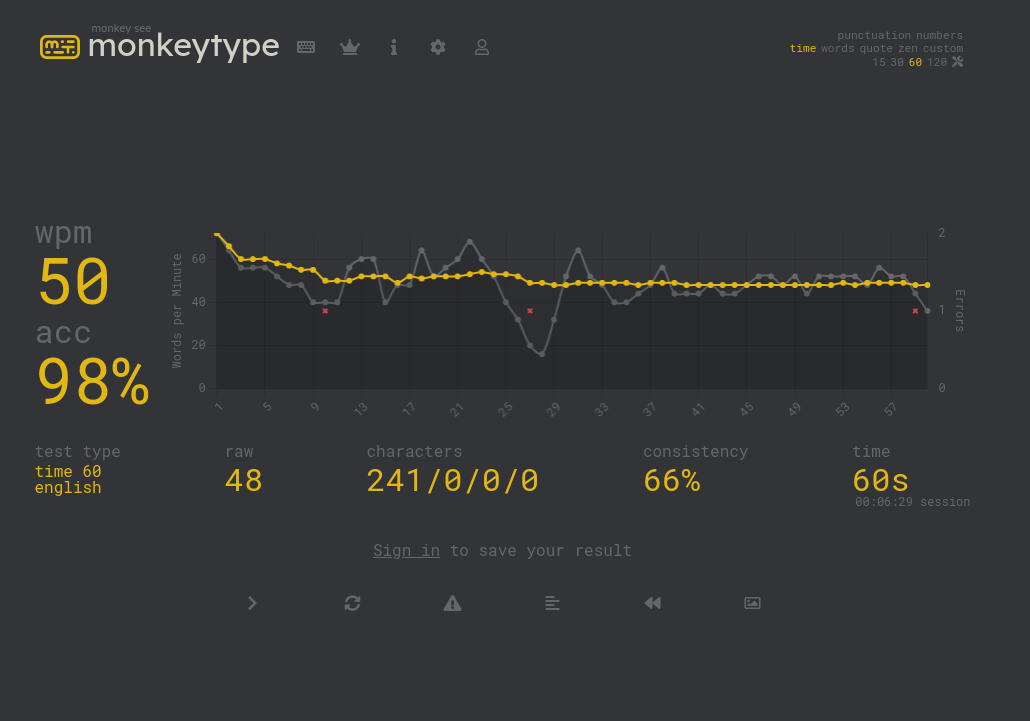 monkey see
monkeytype
punctuation numbers
time words quote zen custom
15 30 60 120
wpm
50
acc
98%
Words per Minute
60
40
20
0
2
1
0
Errors
1 5 9 13 17 21 25 29 33 37 41 45 49 53 57
test type
time 60
english
raw
48
characters
241/0/0/0
consistency
66%
time
60s
00:06:29 session
Sign in to save your result